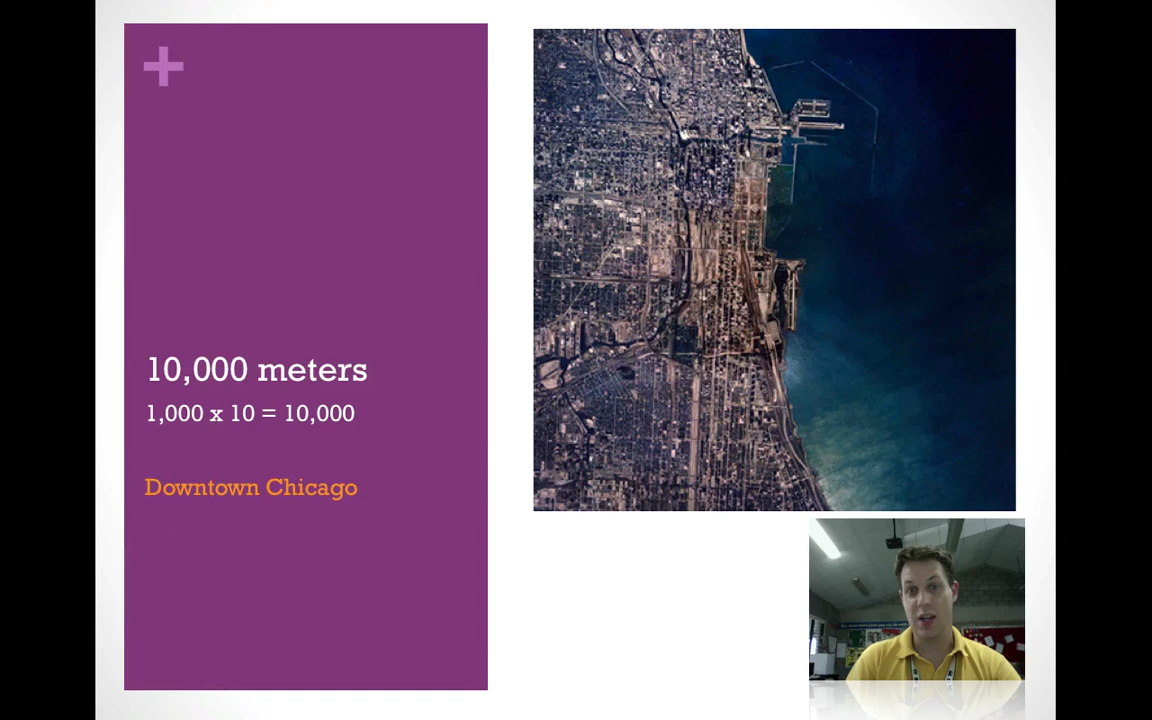 +
10,000 meters
1,000 x 10 = 10,000
Downtown Chicago